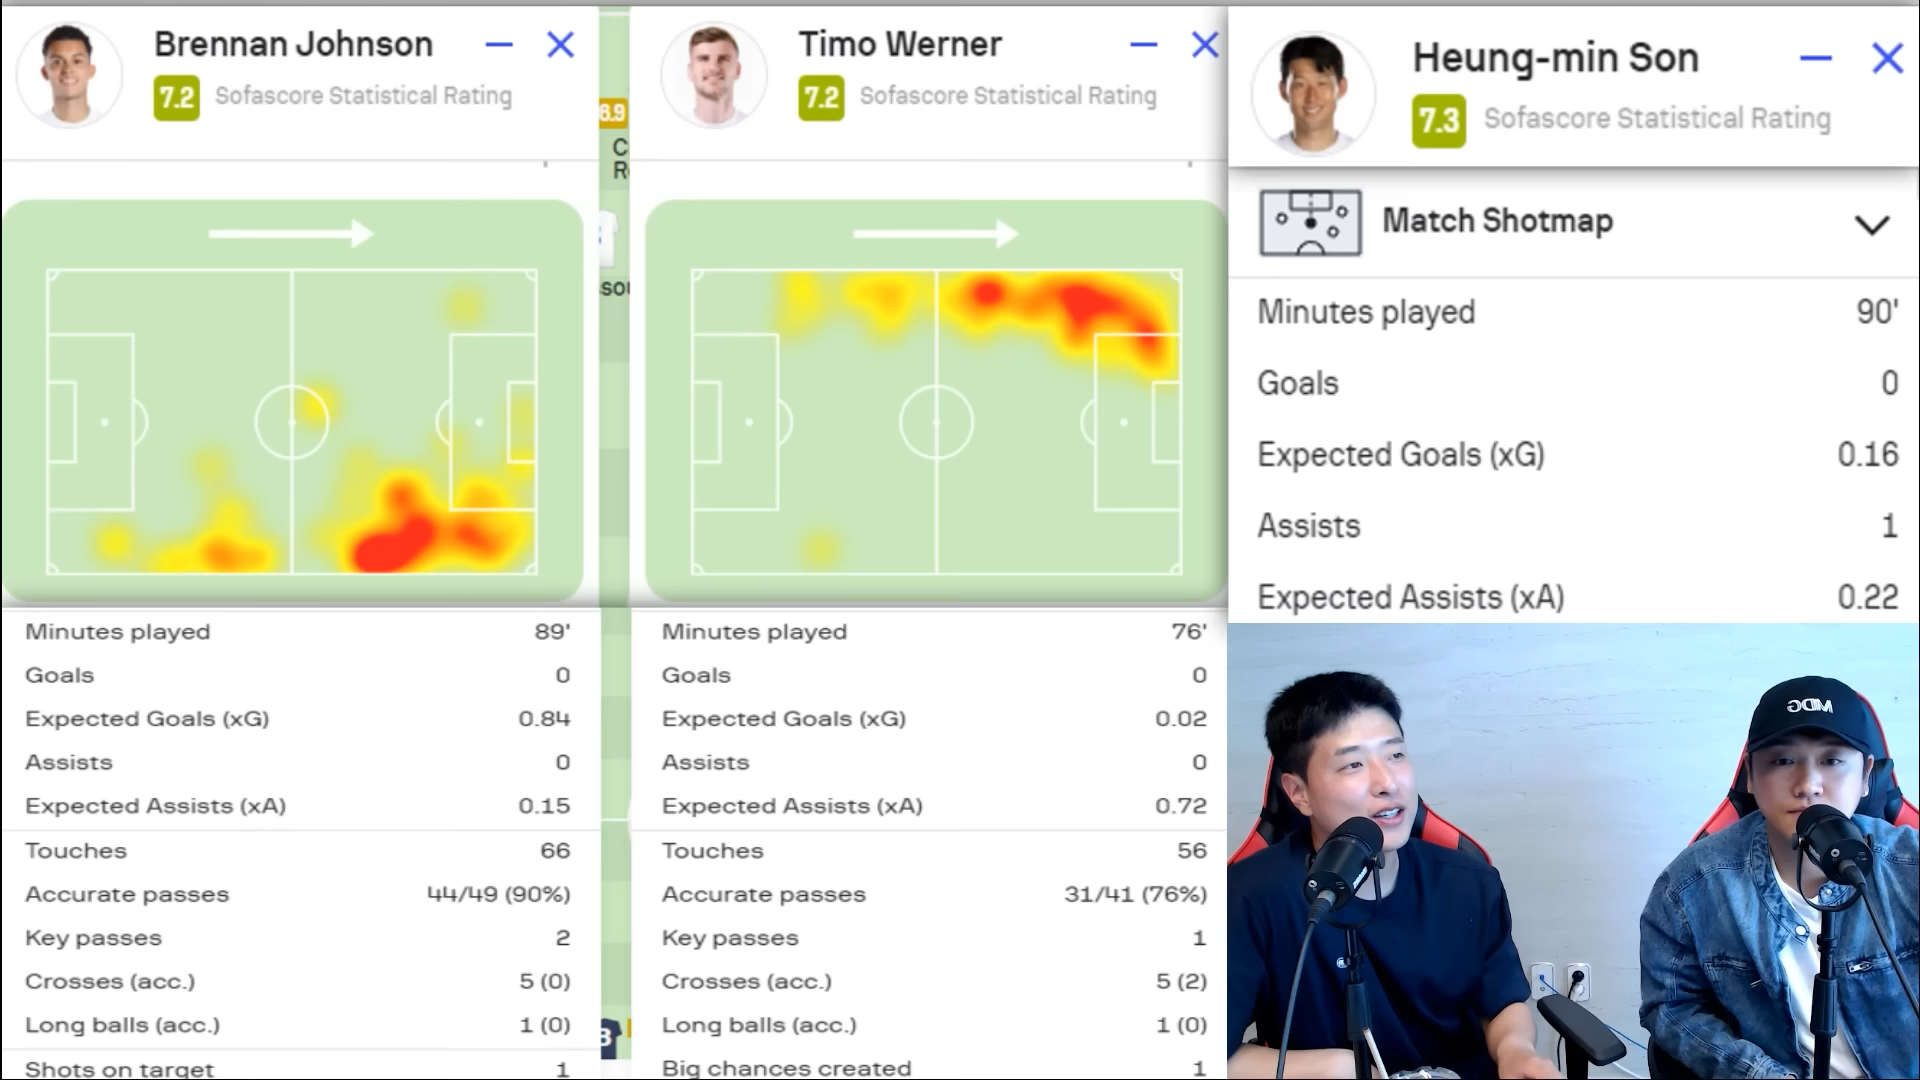 Brennan Johnson
7.2 Sofascore Statistical Rating
Minutes played 89'
Goals 0
Expected Goals (xG) 0.84
Assists 0
Expected Assists (xA) 0.15
Touches 66
Accurate passes 44/49 (90%)
Key passes 2
Crosses (acc.) 5 (0)
Long balls (acc.) 1 (0)
Shots on target 1
6.9
Timo Werner
7.2 Sofascore Statistical Rating
Minutes played 76'
Goals 0
Expected Goals (xG) 0.02
Assists 0
Expected Assists (xA) 0.72
Touches 56
Accurate passes 31/41 (76%)
Key passes 1
Crosses (acc.) 5 (2)
Long balls (acc.) 1 (0)
Big chances created 1
Heung-min Son
7.3 Sofascore Statistical Rating
Match Shotmap
Minutes played 90'
Goals 0
Expected Goals (xG) 0.16
Assists 1
Expected Assists (xA) 0.22
MDG